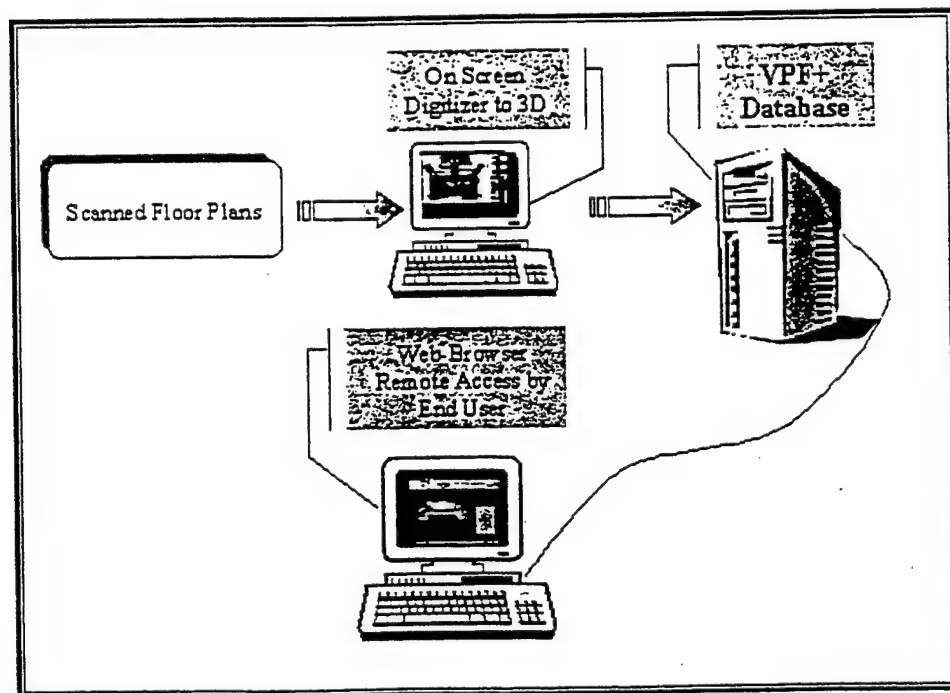 On Screen
Digitizer to 3D
VPF+
Database
Scanned Floor Plans
Web-Browser
Remote Access by
End User